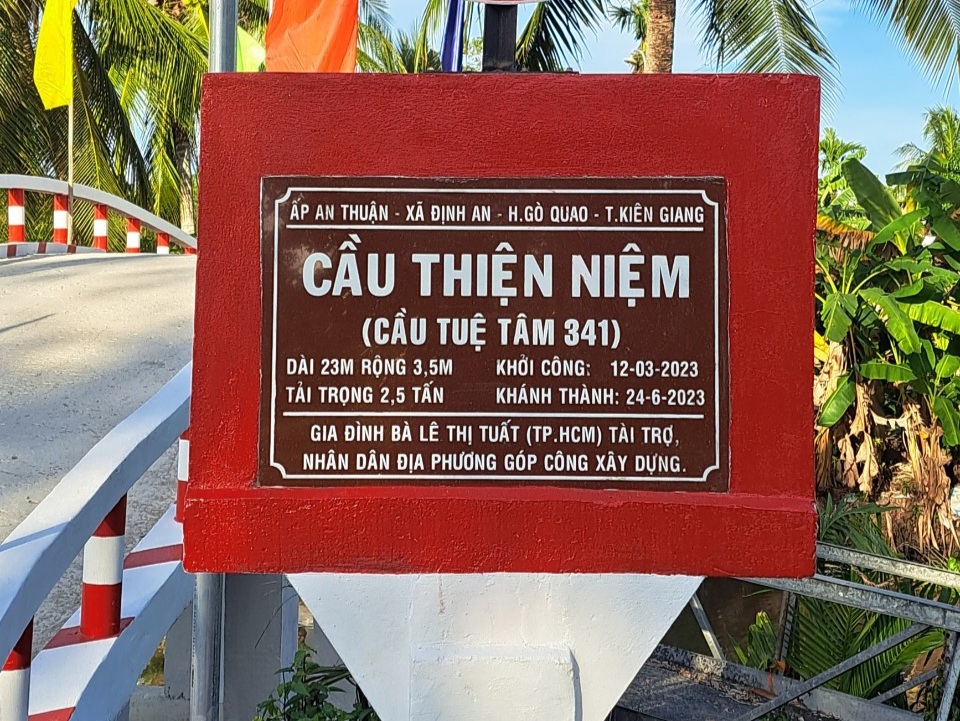 ẤP AN THUẬN - XÃ ĐỊNH AN - H.GÒ QUAO - T.KIÊN GIANG
CẦU THIỆN NIỆM
(CẦU TUỆ TÂM 341)
DÀI 23M RỘNG 3,5M KHỞI CÔNG: 12-03-2023
TẢI TRỌNG 2,5 TẤN KHÁNH THÀNH: 24-6-2023
GIA ĐÌNH BÀ LÊ THỊ TUẤT (TP.HCM) TÀI TRỢ,
NHÂN DÂN ĐỊA PHƯƠNG GÓP CÔNG XÂY DỰNG.